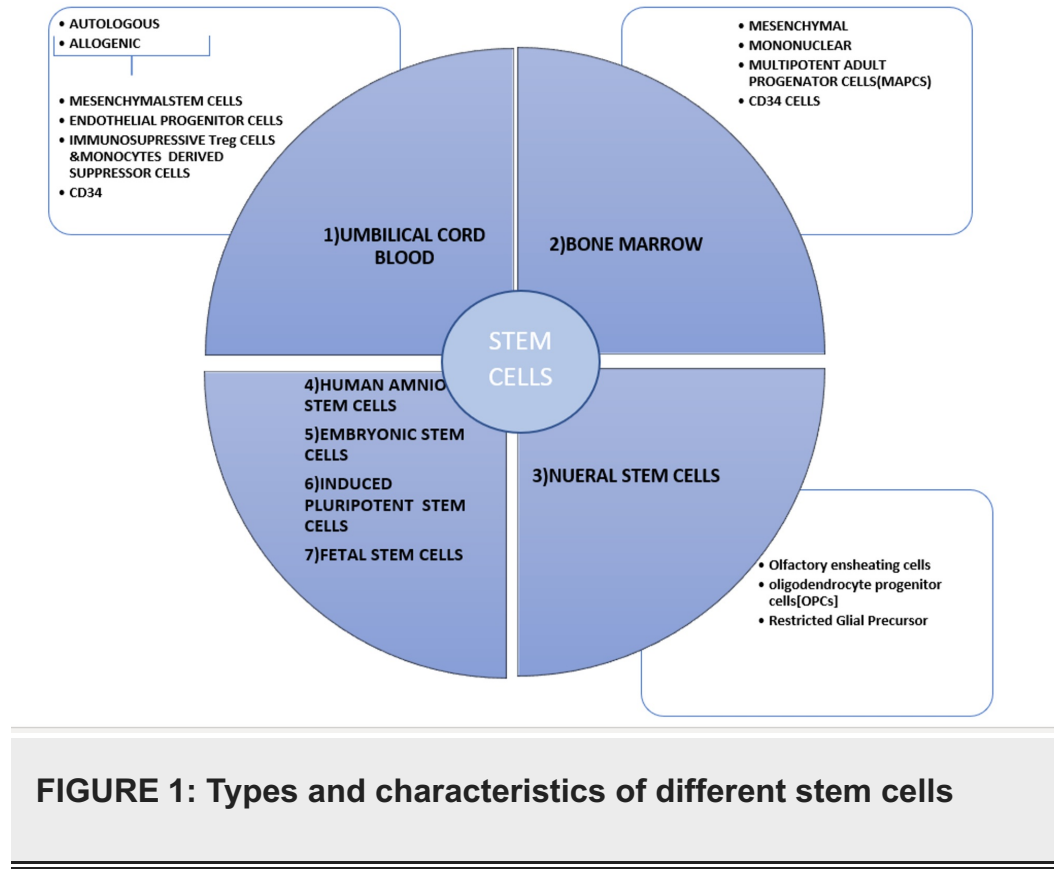 • AUTOLOGOUS
• ALLOGENIC
• MESENCHYMALSTEM CELLS
• ENDOTHELIAL PROGENITOR CELLS
• IMMUNOSUPRESSIVE Treg CELLS
&MONOCYTES DERIVED
SUPPRESSOR CELLS
• CD34
• MESENCHYMAL
• MONONUCLEAR
• MULTIPOTENT ADULT
PROGENATOR CELLS(MAPCS)
• CD34 CELLS
1)UMBILICAL CORD
BLOOD
2)BONE MARROW
STEM
CELLS
4)HUMAN AMNIO
STEM CELLS
5)EMBRYONIC STEM
CELLS
6)INDUCED
PLURIPOTENT STEM
CELLS
7)FETAL STEM CELLS
3)NUERAL STEM CELLS
• Olfactory ensheating cells
• oligodendrocyte progenitor
cells[OPCs]
• Restricted Glial Precursor
FIGURE 1: Types and characteristics of different stem cells